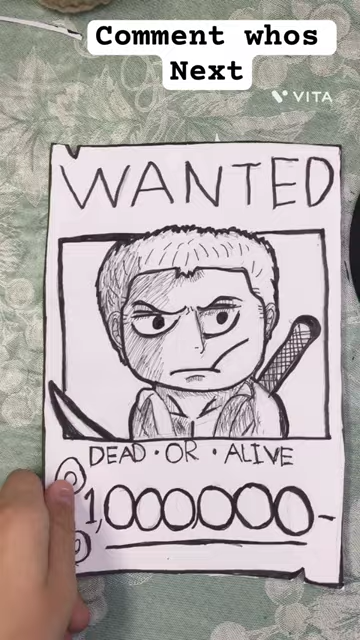 Comment whos
Next
VITA
WANTED
DEAD · OR · ALIVE
1,000,000-